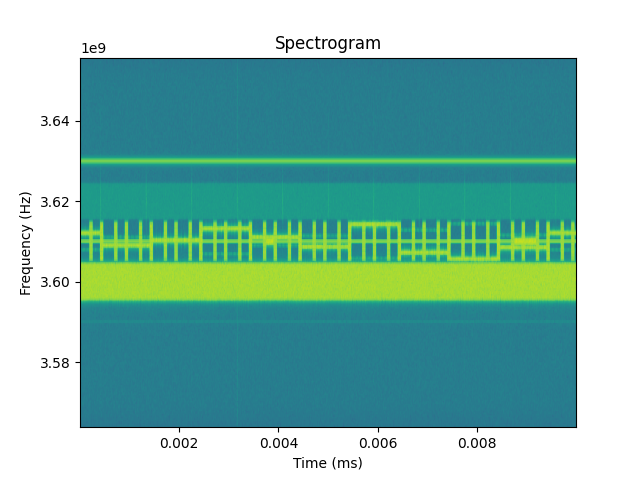 Spectrogram
1e9
3.64
3.62
3.60
3.58
Frequency (Hz)
0.002 0.004 0.006 0.008
Time (ms)